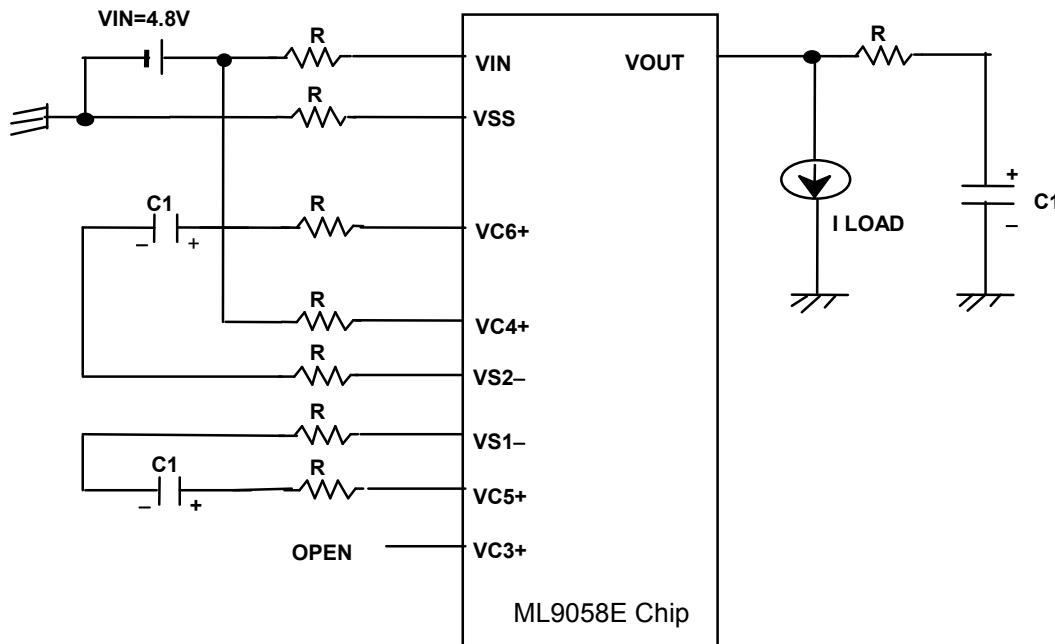 VIN=4.8V
R
VIN
VOUT
R
R
VSS
C1
– +
R
VC6+
I LOAD
+
C1
–
R
VC4+
R
VS2–
R
VS1–
C1
– +
R
VC5+
OPEN
VC3+
ML9058E Chip